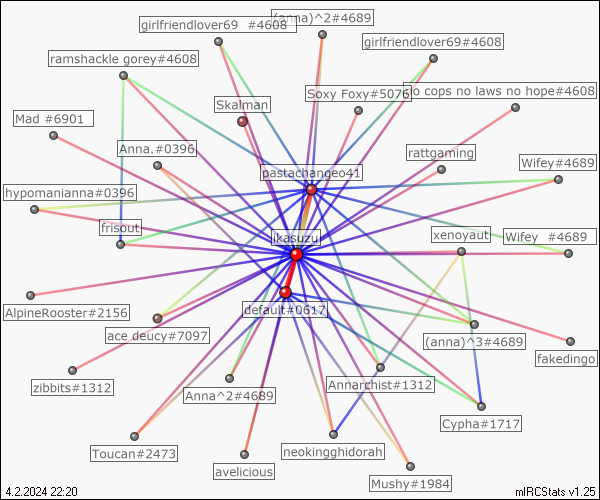 girlfriendlover69 #4608
(anna)^2#4689
girlfriendlover69#4608
ramshackle gorey#4608
Soxy Foxy#5076
no cops no laws no hope#4608
Skalman
Mad #6901
Anna.#0396
rattgaming
Wifey#4689
pastachangeo41
hypomanianna#0396
frisout
ikasuzu
xenovaut
Wifey #4689
AlpineRooster#2156
default#0617
ace deucy#7097
(anna)^3#4689
fakedingo
zibbits#1312
Anna^2#4689
Annarchist#1312
Cypha#1717
Toucan#2473
neokingghidorah
avelicious
Mushy#1984
4.2.2024 22:20
mIRCStats v1.25